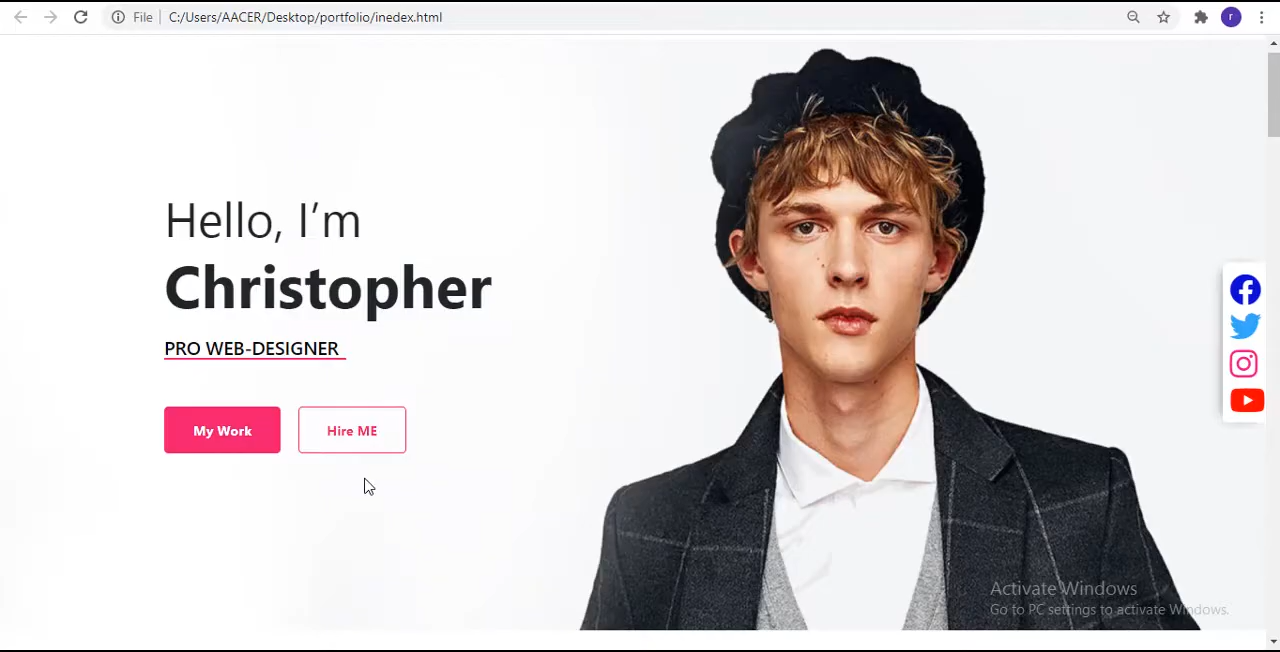 File
C:/Users/AACER/Desktop/portfolio/inedex.html
r
Hello, I’m
Christopher
PRO WEB-DESIGNER
My Work
Hire ME
Activate Windows
Go to PC settings to activate Windows.